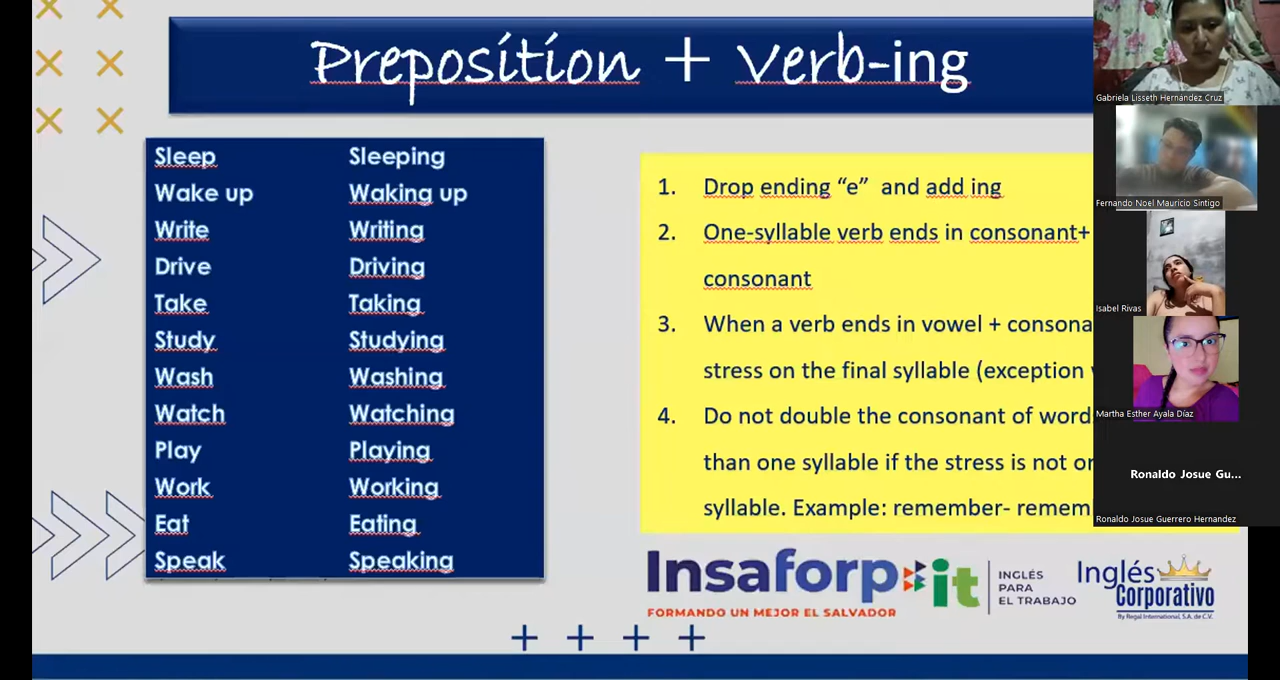 Preposition + Verb-ing
Sleep Sleeping
Wake up Waking up
Write Writing
Drive Driving
Take Taking
Study Studying
Wash Washing
Watch Watching
Play Playing
Work Working
Eat Eating
Speak Speaking
1. Drop ending “e” and add ing
2. One-syllable verb ends in consonant+
consonant
3. When a verb ends in vowel +
stress on the final syllable (exception
4. Do not double the consonant of
than one syllable if the stress is not
syllable. Example: remember-
Insaforp it
FORMANDO UN MEJOR EL SALVADOR
INGLÉS
PARA
EL TRABAJO
Inglés
Corporativo
By Regal International, S.A. de C.V.
Gabriela Lisseth Hernández Cruz
Fernando Noel Mauricio Sintigo
Isabel Rivas
Martha Esther Ayala Díaz
Ronaldo Josue Gu...
Ronaldo Josue Guerrero Hernandez